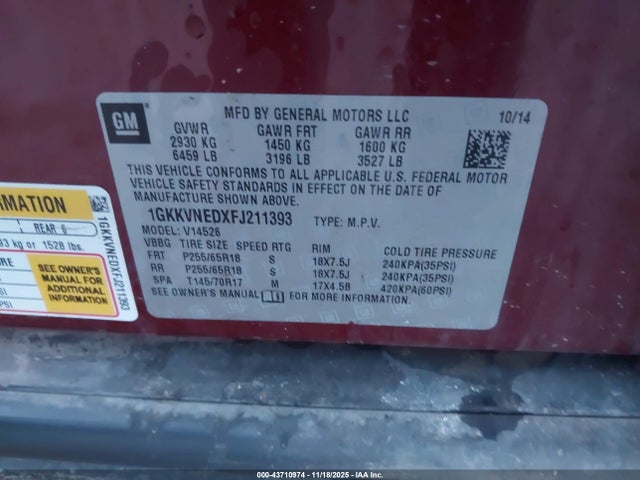 GM
MFD BY GENERAL MOTORS LLC 10/14
GVWR GAWR FRT GAWR RR
2930 KG 1450 KG 1600 KG
6459 LB 3196 LB 3527 LB
THIS VEHICLE CONFORMS TO ALL APPLICABLE U.S. FEDERAL MOTOR
VEHICLE SAFETY STANDARDS IN EFFECT ON THE DATE OF
MANUFACTURE SHOWN ABOVE.
1GKKVNEDXFJ211393 TYPE: M.P.V.
MODEL: V14526
VBBG TIRE SIZE SPEED RTG RIM COLD TIRE PRESSURE
FRT P255/65R18 S 18X7.5J 240KPA(35PSI)
RR P255/65R18 S 18X7.5J 240KPA(35PSI)
SPA T145/70R17 M 17X4.5B 420KPA(60PSI)
SEE OWNER'S MANUAL FOR MORE INFORMATION.
REAR
kg or 1528 lbs.
SEE OWNER'S
MANUAL FOR
ADDITIONAL
INFORMATION
1GKKVNEDXFJ211393
000-43710974 - 11/18/2025 - IAA Inc.